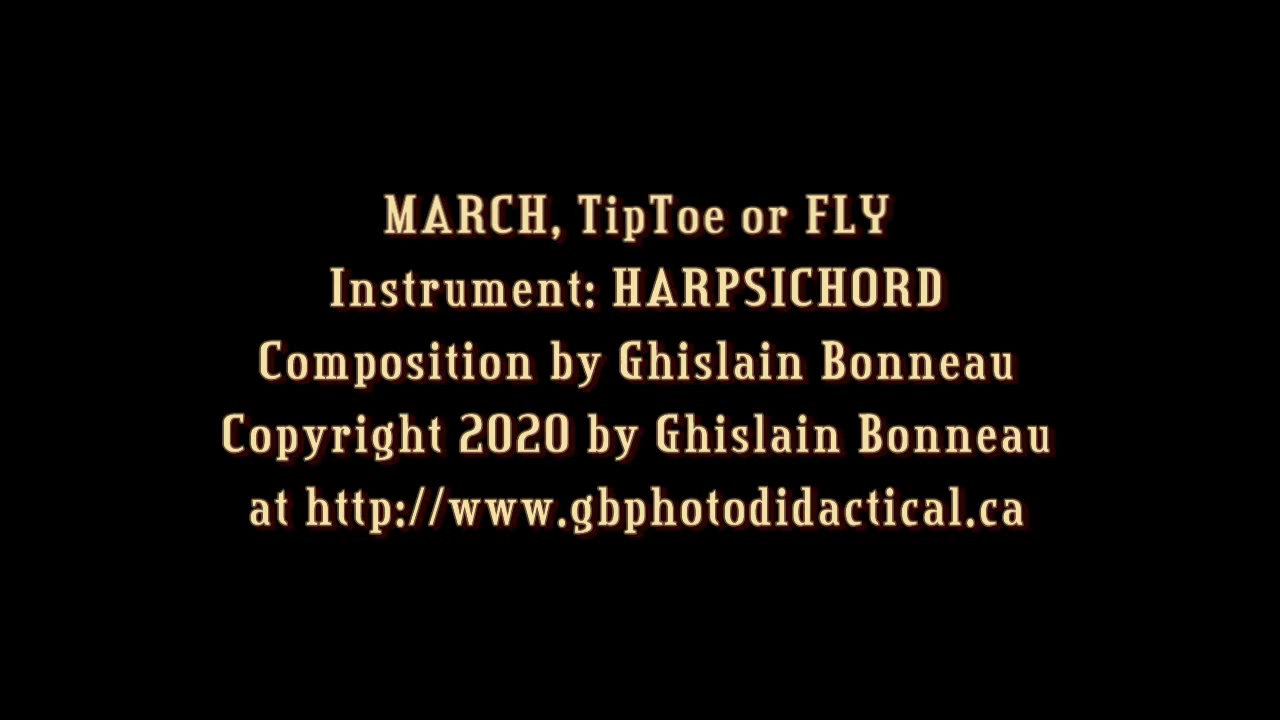 MARCH, TipToe or FLY
Instrument: HARPSICHORD
Composition by Ghislain Bonneau
Copyright 2020 by Ghislain Bonneau
at http://www.gbphotodidactical.ca